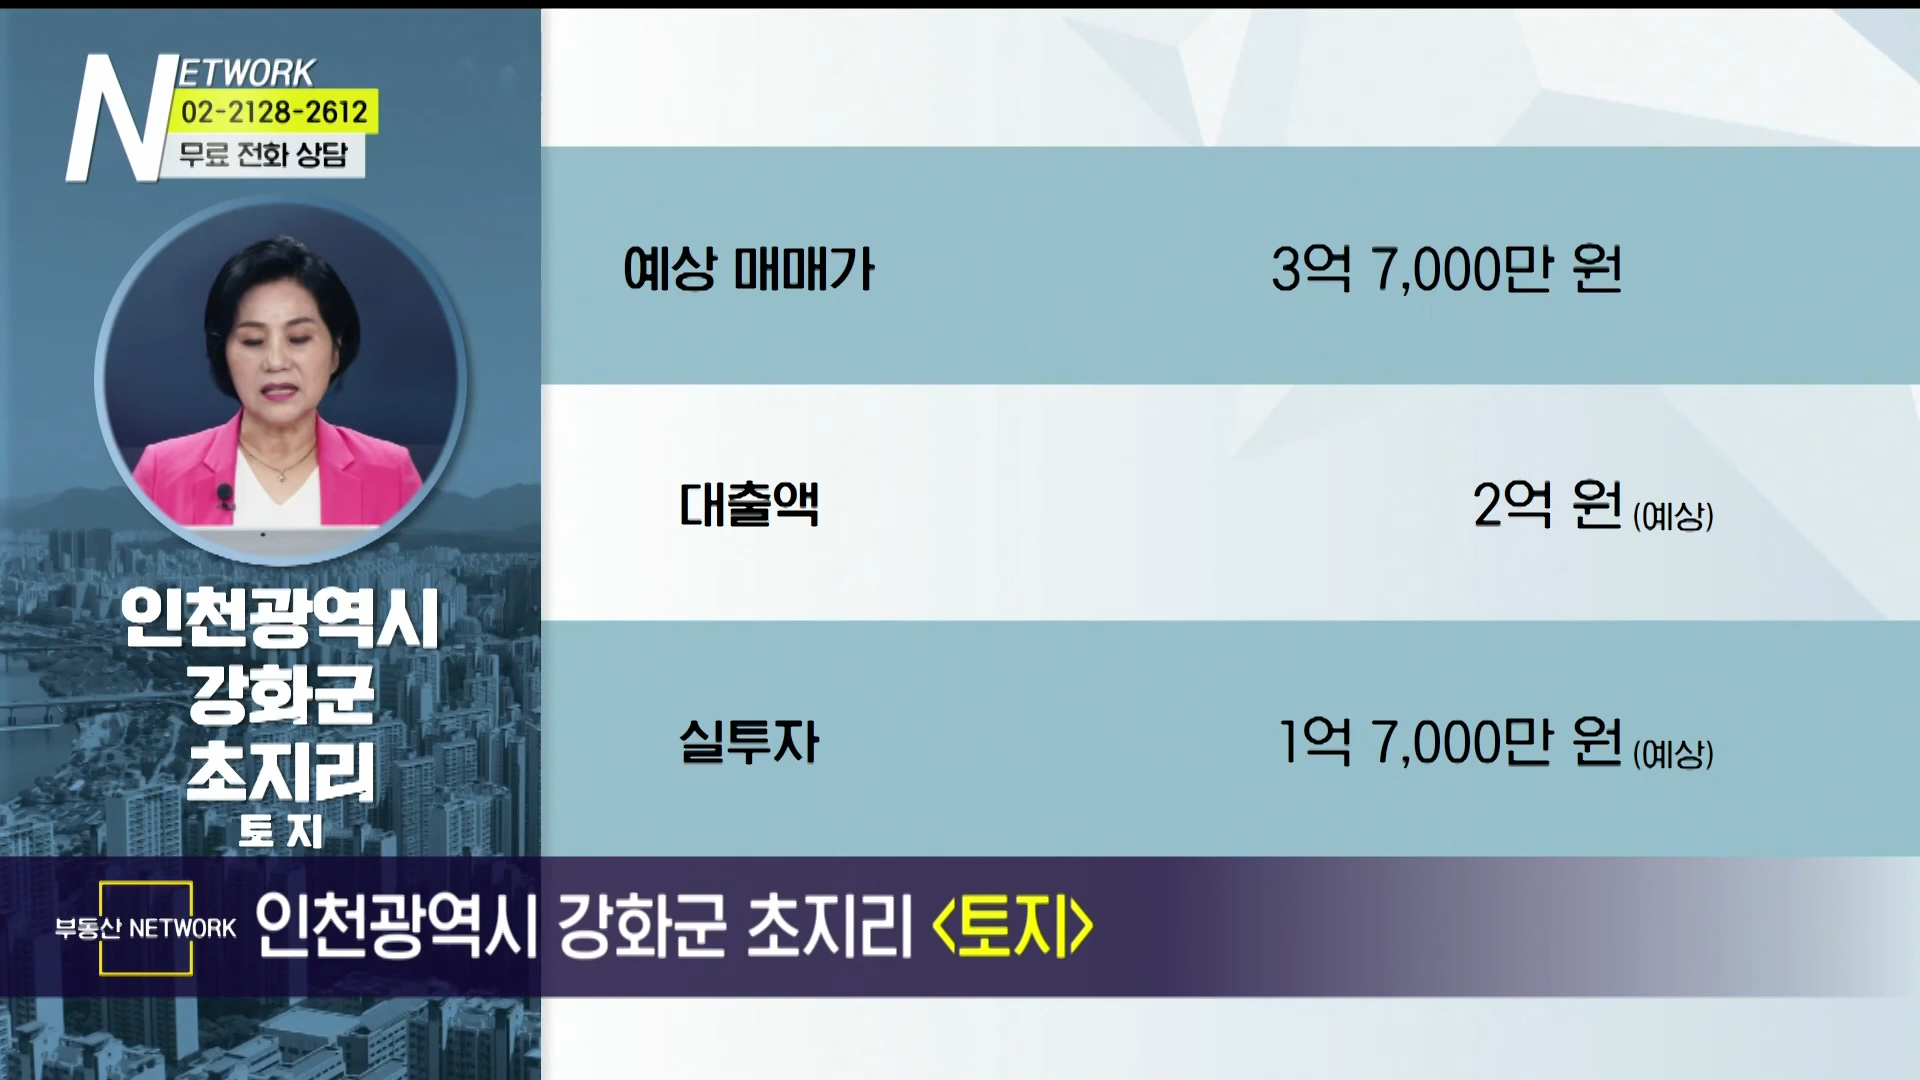 NETWORK
02-2128-2612
무료 전화 상담
인천광역시
강화군
초지리
토지
예상 매매가 3억 7,000만 원
대출액 2억 원 (예상)
실투자 1억 7,000만 원 (예상)
부동산 NETWORK
인천광역시 강화군 초지리 <토지>